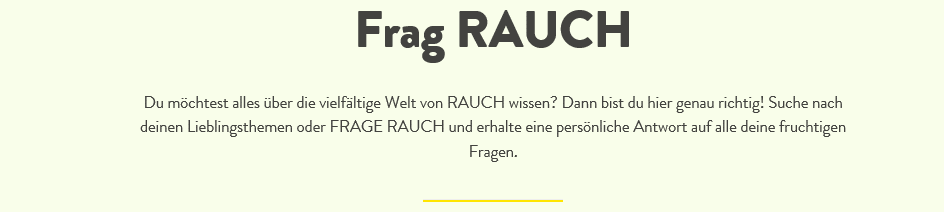 Frag RAUCH
Du möchtest alles über die vielfältige Welt von RAUCH wissen? Dann bist du hier genau richtig! Suche nach
deinen Lieblingsthemen oder FRAGE RAUCH und erhalte eine persönliche Antwort auf alle deine fruchtigen
Fragen.